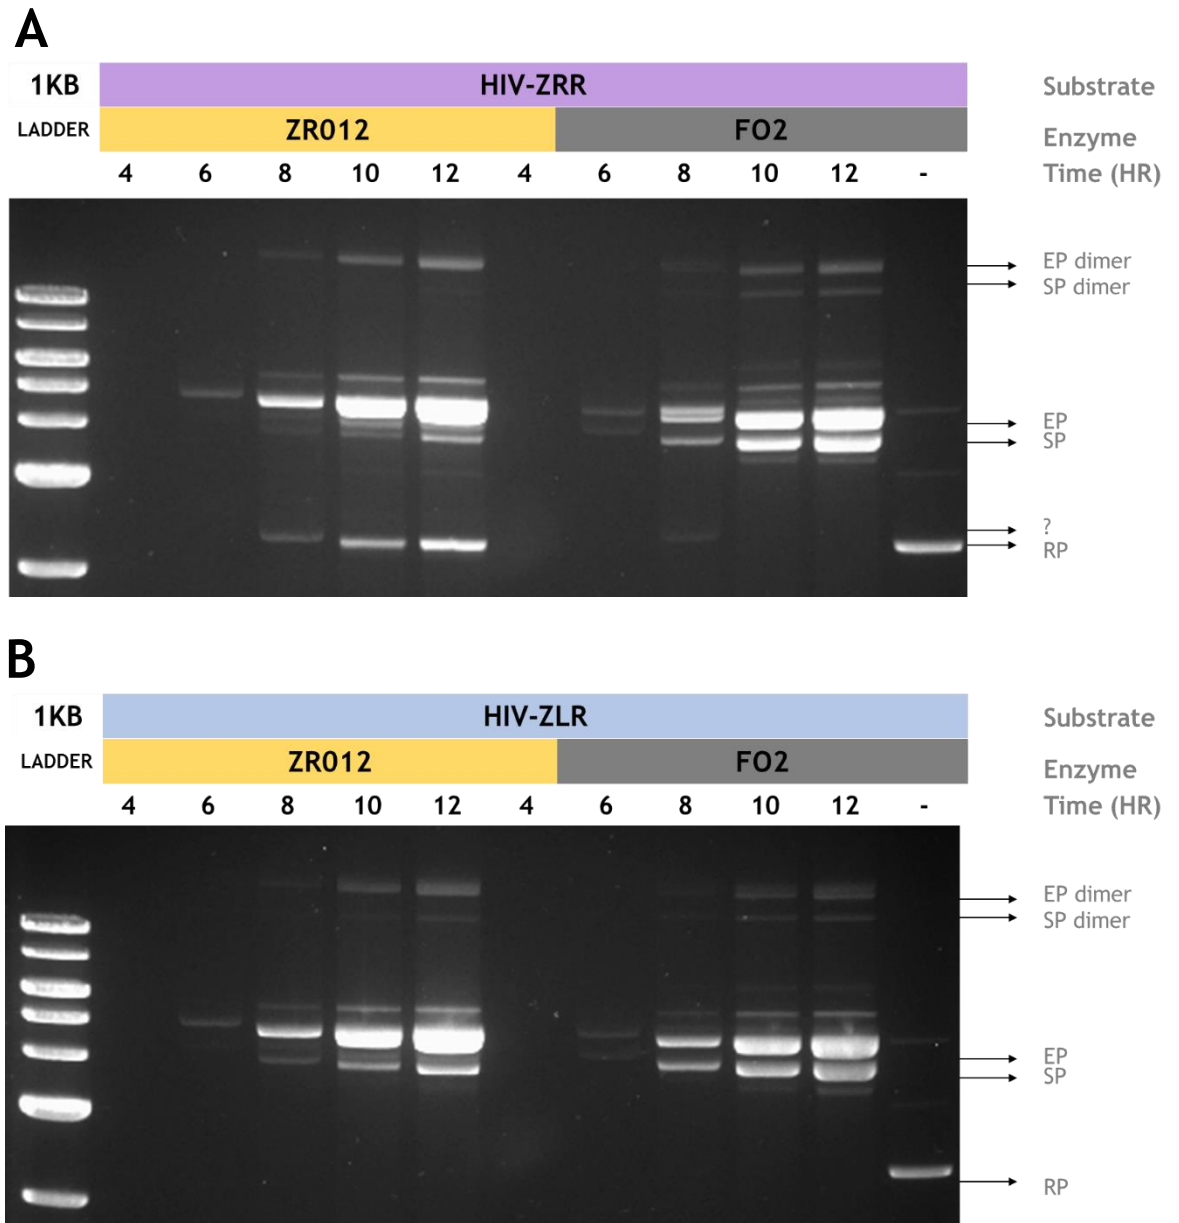 A
1KB
HIV-ZRR
Substrate
LADDER
ZR012
FO2
Enzyme
4 6 8 10 12 4 6 8 10 12 -
Time (HR)
EP dimer
SP dimer
EP
SP
?
RP
B
1KB
HIV-ZLR
Substrate
LADDER
ZR012
FO2
Enzyme
4 6 8 10 12 4 6 8 10 12 -
Time (HR)
EP dimer
SP dimer
EP
SP
RP